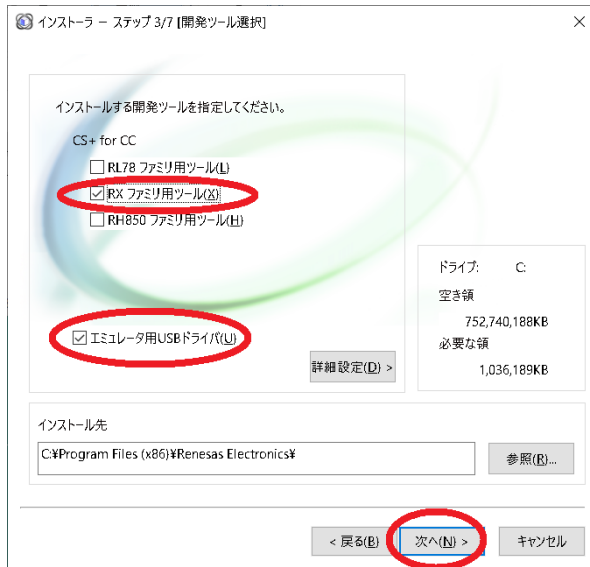 インストーラ － ステップ 3/7 [開発ツール選択]
インストールする開発ツールを指定してください。
CS+ for CC
RL78 ファミリ用ツール(L)
RX ファミリ用ツール(X)
RH850 ファミリ用ツール(H)
エミュレータ用USBドライバ(U)
詳細設定(D) >
ドライブ: C:
空き領
752,740,188KB
必要な領
1,036,189KB
インストール先
C:¥Program Files (x86)¥Renesas Electronics¥
参照(R)...
< 戻る(B)
次へ(N) >
キャンセル